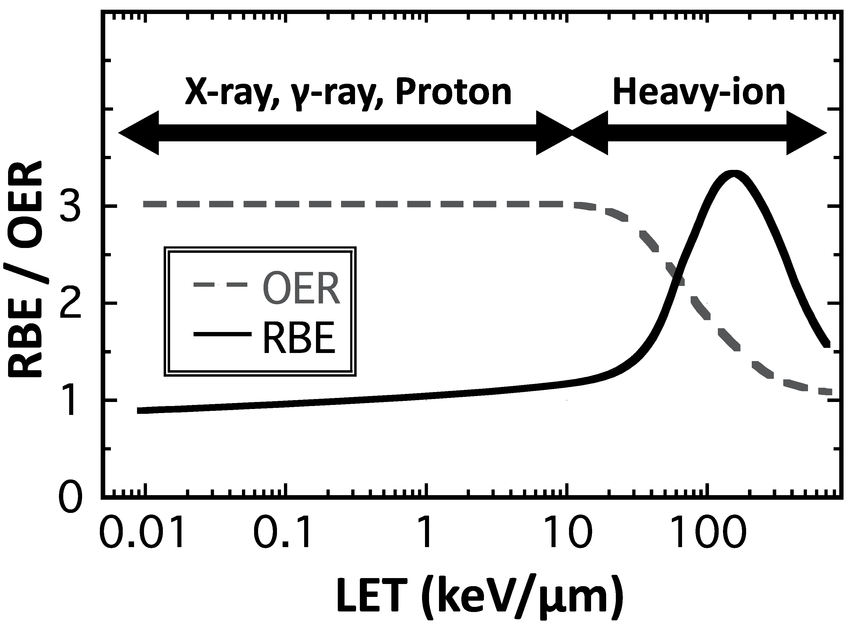 X-ray, γ-ray, Proton
Heavy-ion
RBE / OER
3
2
1
0
OER
RBE
0.01
0.1
1
10
100
LET (keV/μm)